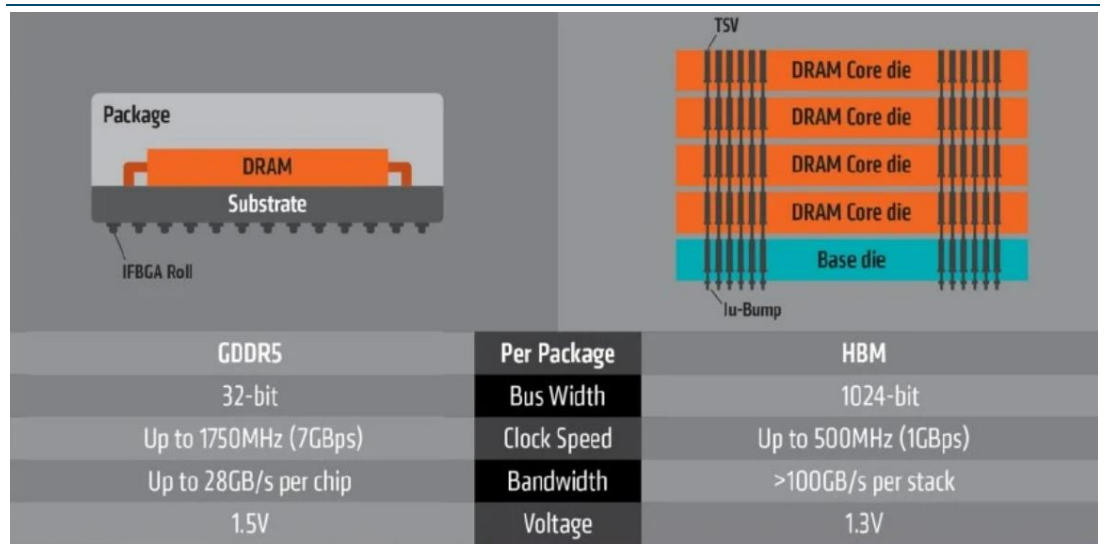 Package
DRAM
Substrate
IFBGA Roll
TSV
DRAM Core die
DRAM Core die
DRAM Core die
DRAM Core die
Base die
lu-Bump
GDDR5 Per Package HBM
32-bit Bus Width 1024-bit
Up to 1750MHz (7GBps) Clock Speed Up to 500MHz (1GBps)
Up to 28GB/s per chip Bandwidth >100GB/s per stack
1.5V Voltage 1.3V